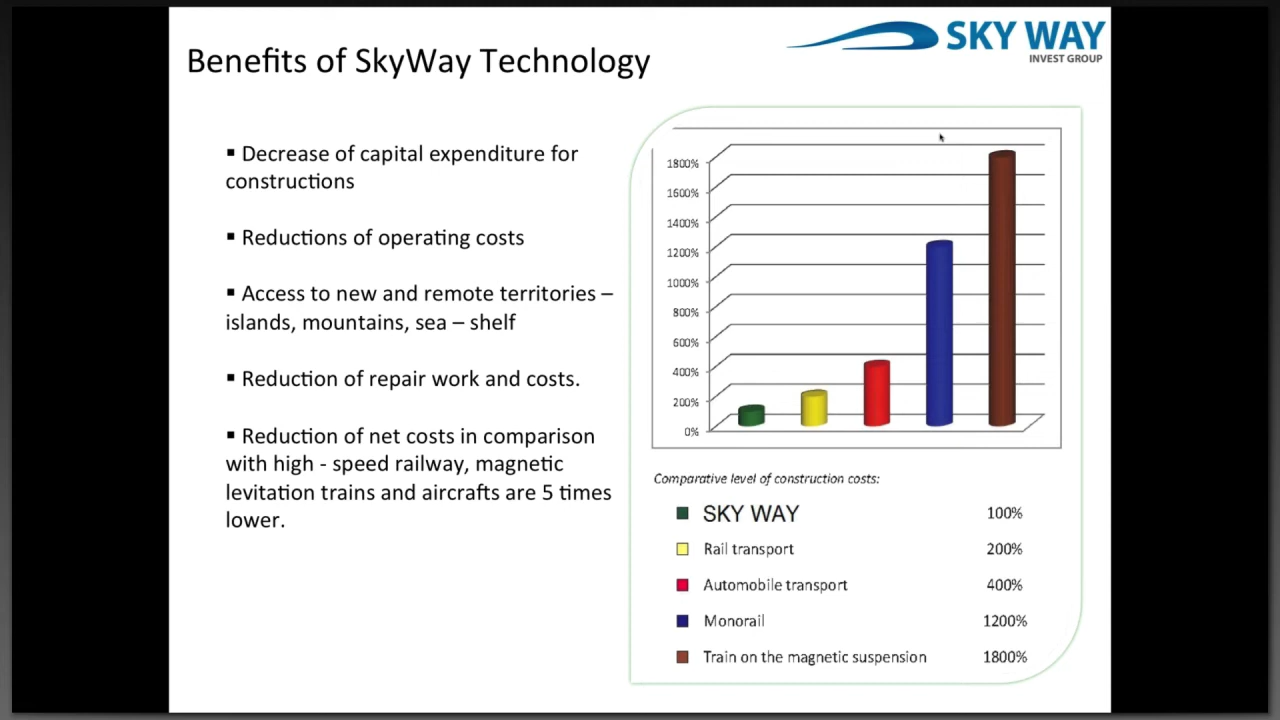 Benefits of SkyWay Technology
SKY WAY
INVEST GROUP
▪ Decrease of capital expenditure for
constructions
▪ Reductions of operating costs
▪ Access to new and remote territories –
islands, mountains, sea – shelf
▪ Reduction of repair work and costs.
▪ Reduction of net costs in comparison
with high - speed railway, magnetic
levitation trains and aircrafts are 5 times
lower.
1800%
1600%
1400%
1200%
1000%
800%
600%
400%
200%
0%
Comparative level of construction costs:
SKY WAY 100%
Rail transport 200%
Automobile transport 400%
Monorail 1200%
Train on the magnetic suspension 1800%